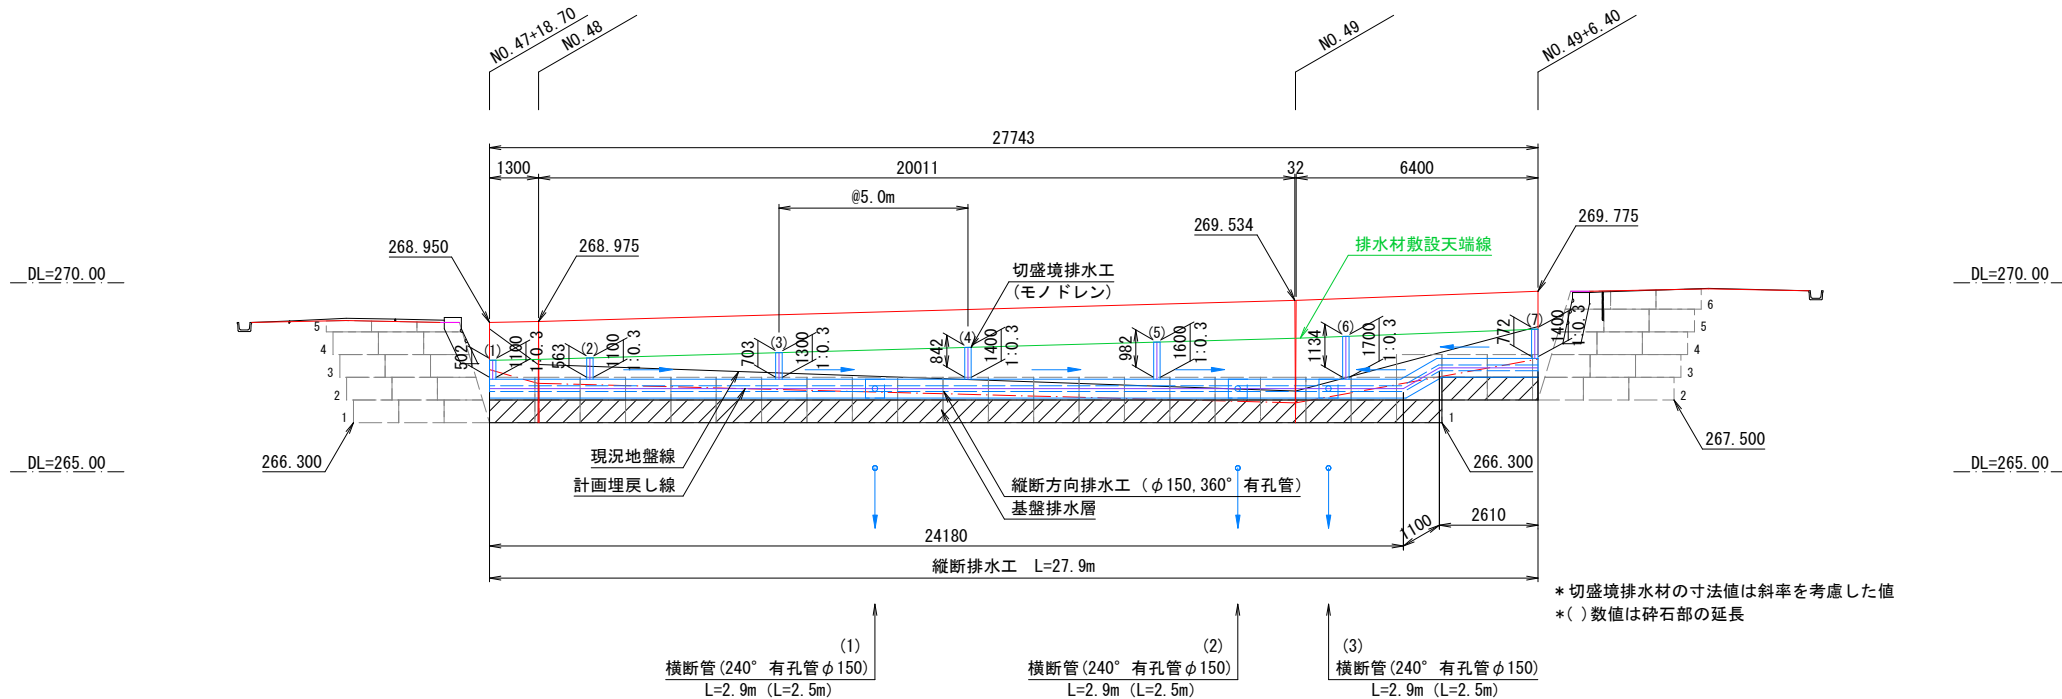 NO.47+18.70
NO.48
NO.49
NO.49+6.40
27743
1300
20011
32
6400
@5.0m
268.950
268.975
269.534
269.775
排水材敷設天端線
切盛境排水工
(モノドレン)
DL=270.00
DL=270.00
(1)
502
1100
1:0.3
(2)
563
1100
1:0.3
(3)
703
1300
1:0.3
(4)
842
1400
1:0.3
(5)
982
1600
1:0.3
(6)
1134
1700
1:0.3
(7)
772
1400
1:0.3
5
4
3
2
1
6
5
4
3
2
1
現況地盤線
計画埋戻し線
縦断方向排水工（φ150,360°有孔管）
基盤排水層
266.300
266.300
267.500
DL=265.00
DL=265.00
24180
1100
2610
縦断排水工 L=27.9m
*切盛境排水材の寸法値は斜率を考慮した値
*( )数値は砕石部の延長
(1)
横断管(240°有孔管φ150)
L=2.9m (L=2.5m)
(2)
横断管(240°有孔管φ150)
L=2.9m (L=2.5m)
(3)
横断管(240°有孔管φ150)
L=2.9m (L=2.5m)